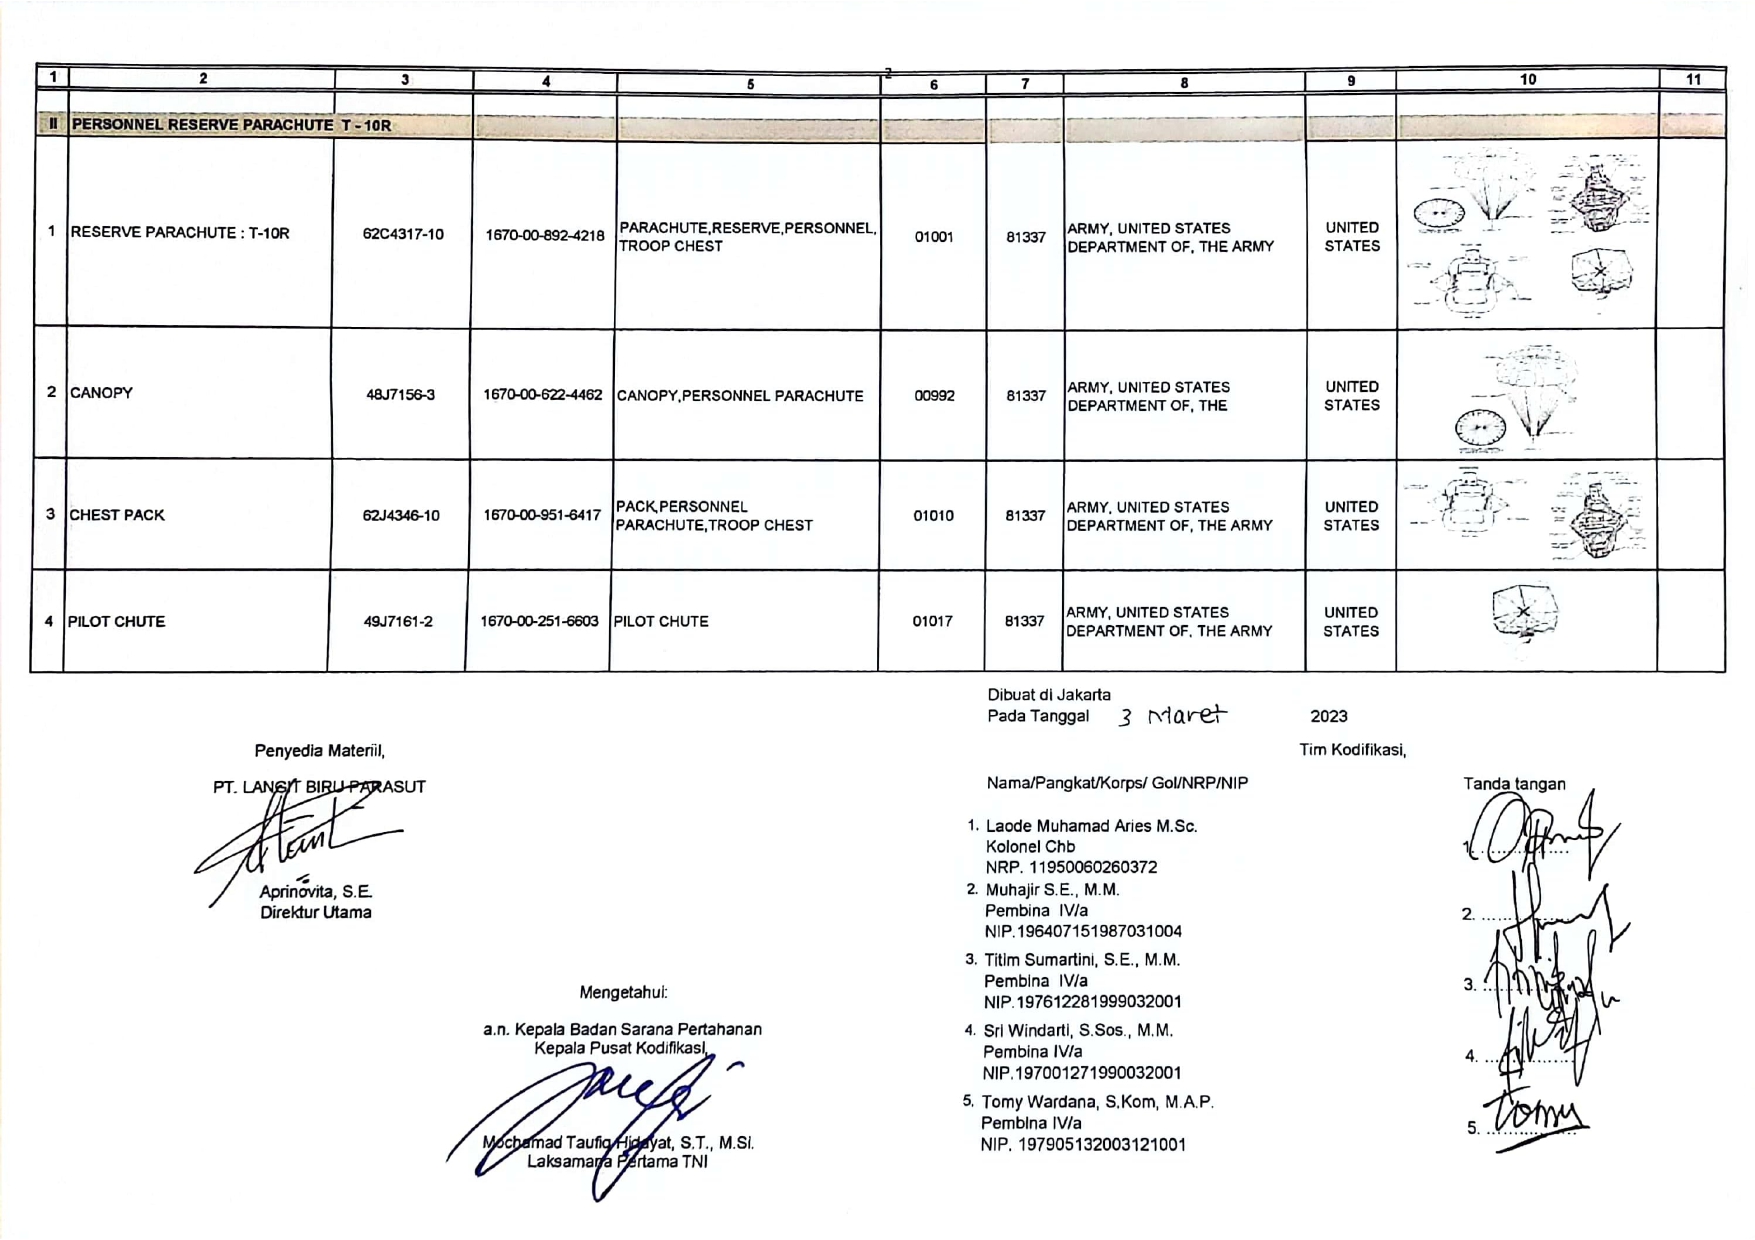 2
1 2 3 4 5 6 7 8 9 10 11
II PERSONNEL RESERVE PARACHUTE T - 10R
1 RESERVE PARACHUTE : T-10R 62C4317-10 1670-00-892-4218 PARACHUTE,RESERVE,PERSONNEL, TROOP CHEST 01001 81337 ARMY, UNITED STATES DEPARTMENT OF, THE ARMY UNITED STATES
2 CANOPY 48J7156-3 1670-00-622-4462 CANOPY,PERSONNEL PARACHUTE 00992 81337 ARMY, UNITED STATES DEPARTMENT OF, THE UNITED STATES
3 CHEST PACK 62J4346-10 1670-00-951-6417 PACK,PERSONNEL PARACHUTE,TROOP CHEST 01010 81337 ARMY, UNITED STATES DEPARTMENT OF, THE ARMY UNITED STATES
4 PILOT CHUTE 49J7161-2 1670-00-251-6603 PILOT CHUTE 01017 81337 ARMY, UNITED STATES DEPARTMENT OF, THE ARMY UNITED STATES
Dibuat di Jakarta
Pada Tanggal 3 Maret 2023
Penyedia Materiil,
PT. LANGIT BIRU PARASUT
Aprinovita, S.E.
Direktur Utama
Mengetahui:
a.n. Kepala Badan Sarana Pertahanan
Kepala Pusat Kodifikasi,
Mochamad Taufiq Hidayat, S.T., M.Si.
Laksamana Pertama TNI
Tim Kodifikasi,
Nama/Pangkat/Korps/ Gol/NRP/NIP Tanda tangan
1. Laode Muhamad Aries M.Sc.
Kolonel Chb
NRP. 11950060260372
2. Muhajir S.E., M.M.
Pembina IV/a
NIP.196407151987031004
3. Titim Sumartini, S.E., M.M.
Pembina IV/a
NIP.197612281999032001
4. Sri Windarti, S.Sos., M.M.
Pembina IV/a
NIP.197001271990032001
5. Tomy Wardana, S.Kom, M.A.P.
Pembina IV/a
NIP. 197905132003121001
1. ..............
2. ..............
3. ..............
4. ..............
5. ..............
Tomy